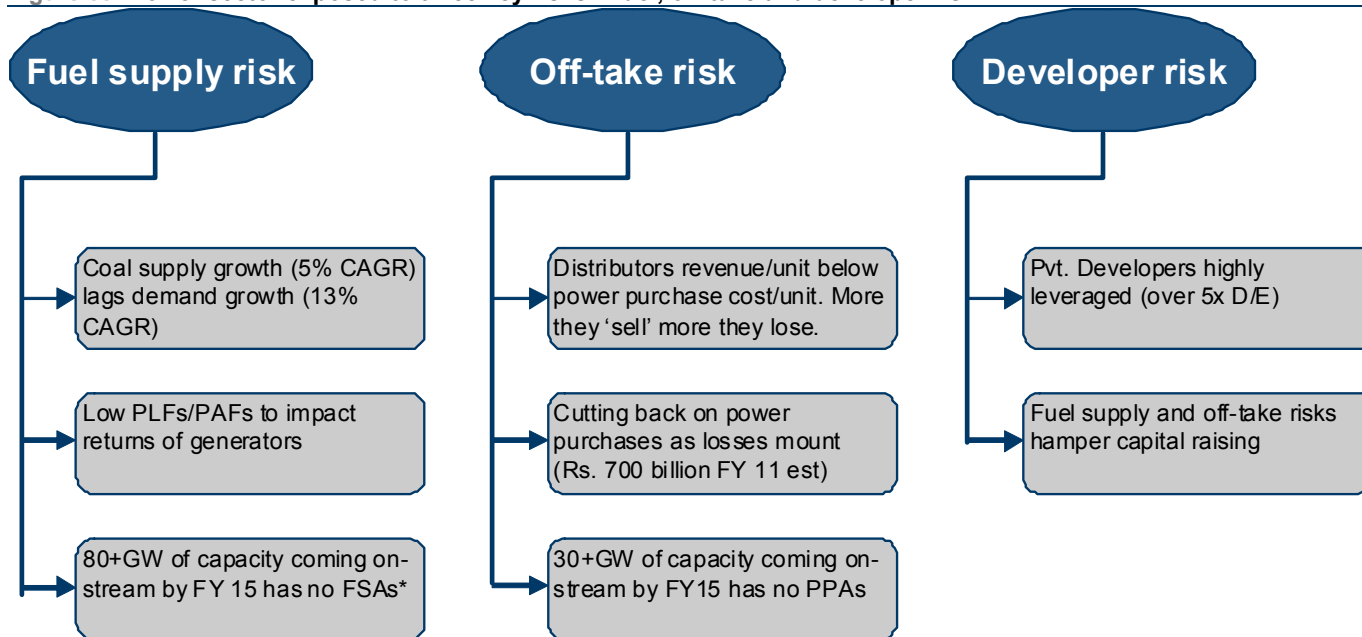 Fuel supply risk
Coal supply growth (5% CAGR)
lags demand growth (13%
CAGR)
Low PLFs/PAFs to impact
returns of generators
80+GW of capacity coming on-
stream by FY 15 has no FSAs*
Off-take risk
Distributors revenue/unit below
power purchase cost/unit. More
they ‘sell’ more they lose.
Cutting back on power
purchases as losses mount
(Rs. 700 billion FY 11 est)
30+GW of capacity coming on-
stream by FY15 has no PPAs
Developer risk
Pvt. Developers highly
leveraged (over 5x D/E)
Fuel supply and off-take risks
hamper capital raising